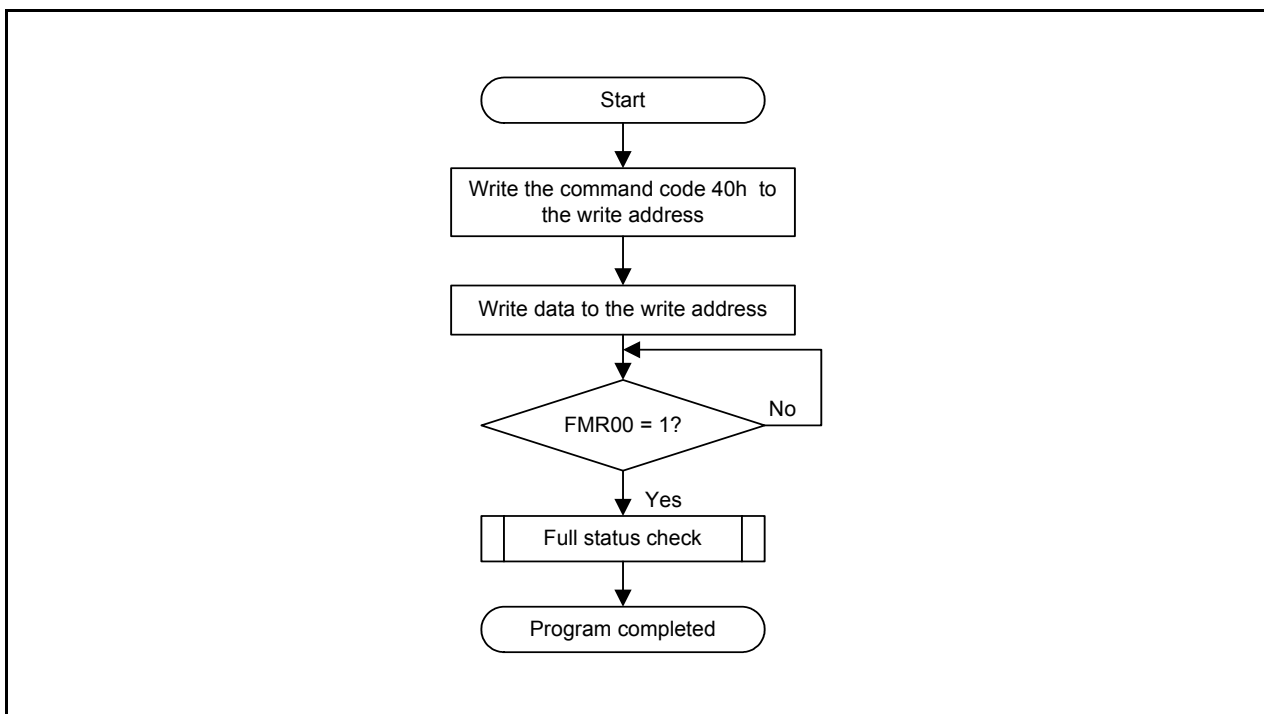 Start
Write the command code 40h to
the write address
Write data to the write address
FMR00 = 1?
No
Yes
Full status check
Program completed